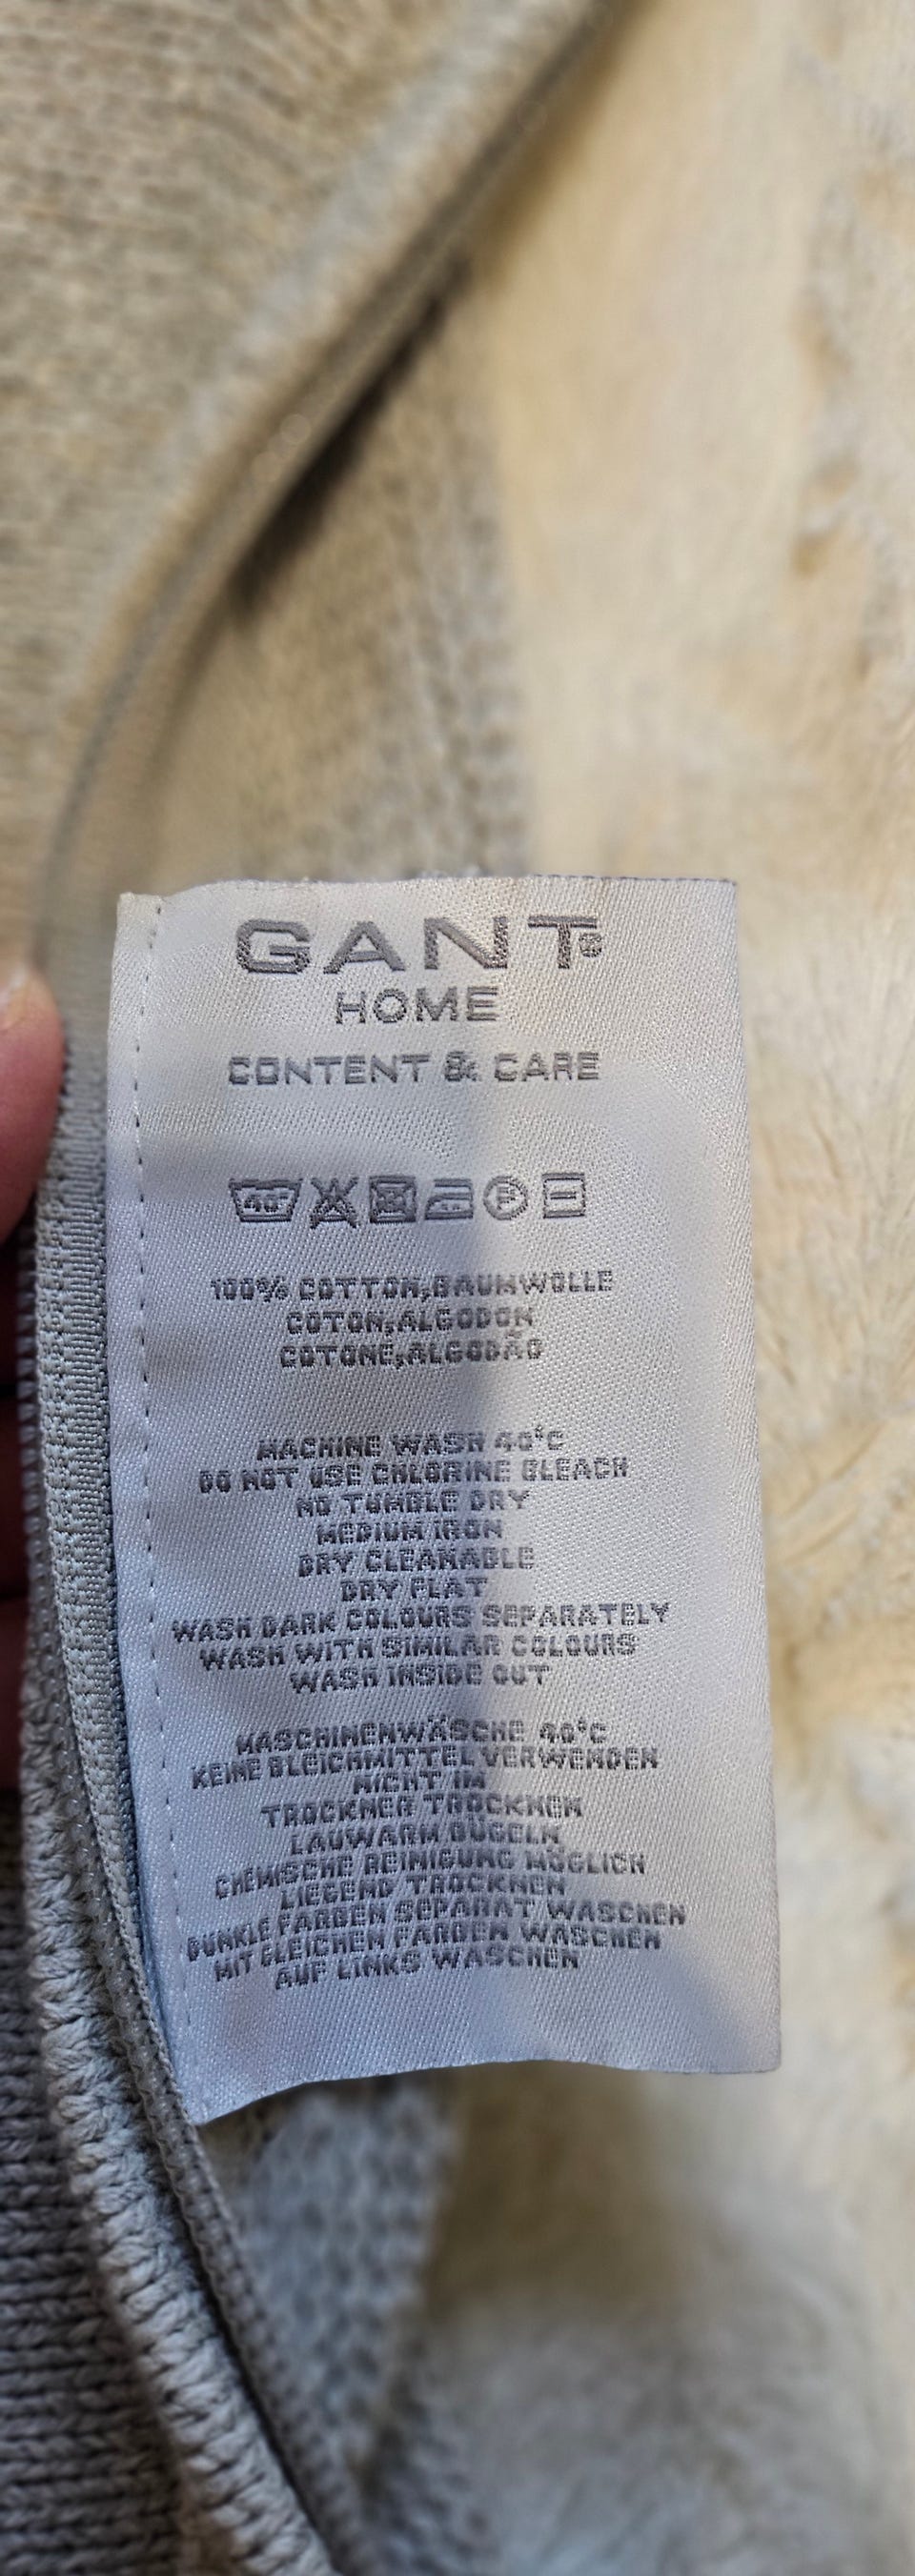 GANT®
HOME
CONTENT & CARE
40°
P
100% COTTON,BAUMWOLLE
COTON,ALGODON
COTONE,ALGODÃO
MACHINE WASH 40°C
DO NOT USE CHLORINE BLEACH
NO TUMBLE DRY
MEDIUM IRON
DRY CLEANABLE
DRY FLAT
WASH DARK COLOURS SEPARATELY
WASH WITH SIMILAR COLOURS
WASH INSIDE OUT
MASCHINENWÄSCHE 40°C
KEINE BLEICHMITTEL VERWENDEN
NICHT IM
TROCKNER TROCKNEN
LAUWARM BÜGELN
CHEMISCHE REINIGUNG MÖGLICH
LIEGEND TROCKNEN
DUNKLE FARBEN SEPARAT WASCHEN
MIT GLEICHEN FARBEN WASCHEN
AUF LINKS WASCHEN